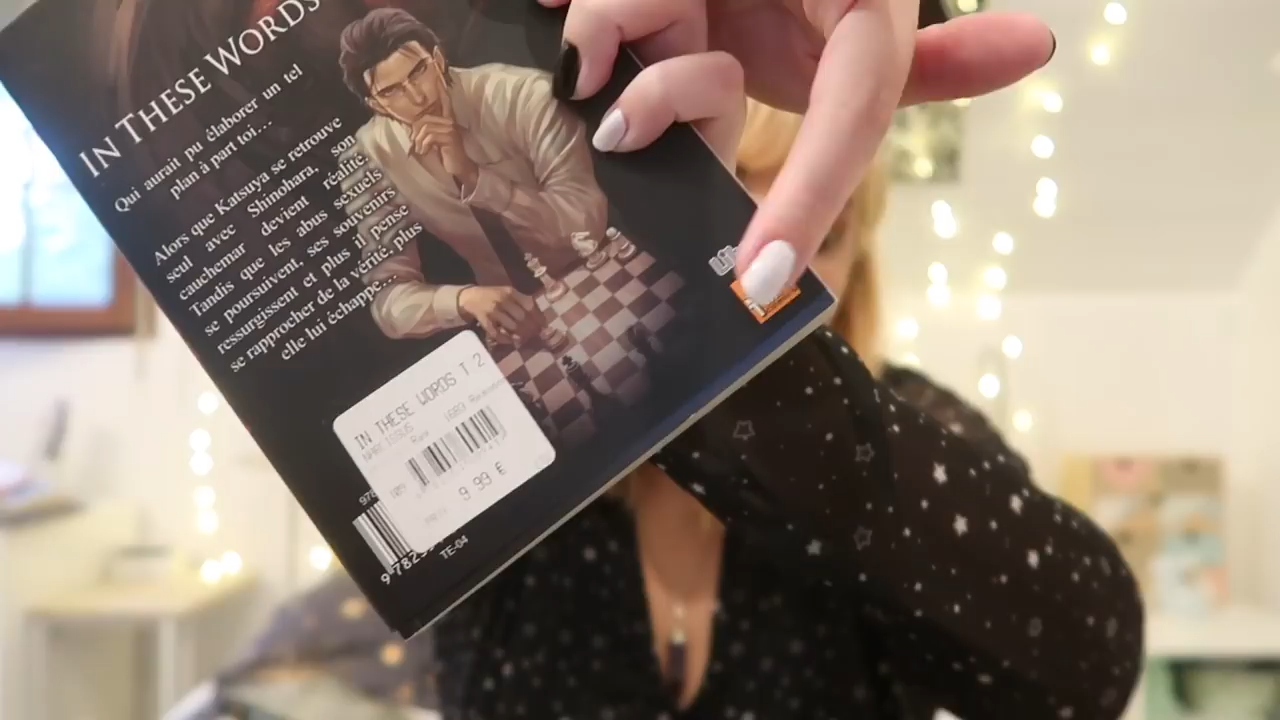 IN THESE WORDS
Qui aurait pu élaborer un tel
plan à part toi...
Alors que Katsuya se retrouve
seul avec Shinohara, son
cauchemar devient réalité.
Tandis que les abus sexuels
se poursuivent, ses souvenirs
ressurgissent et plus il pense
se rapprocher de la vérité, plus
elle lui échappe...
IN THESE WORDS T 2
9 99 €
TE-04